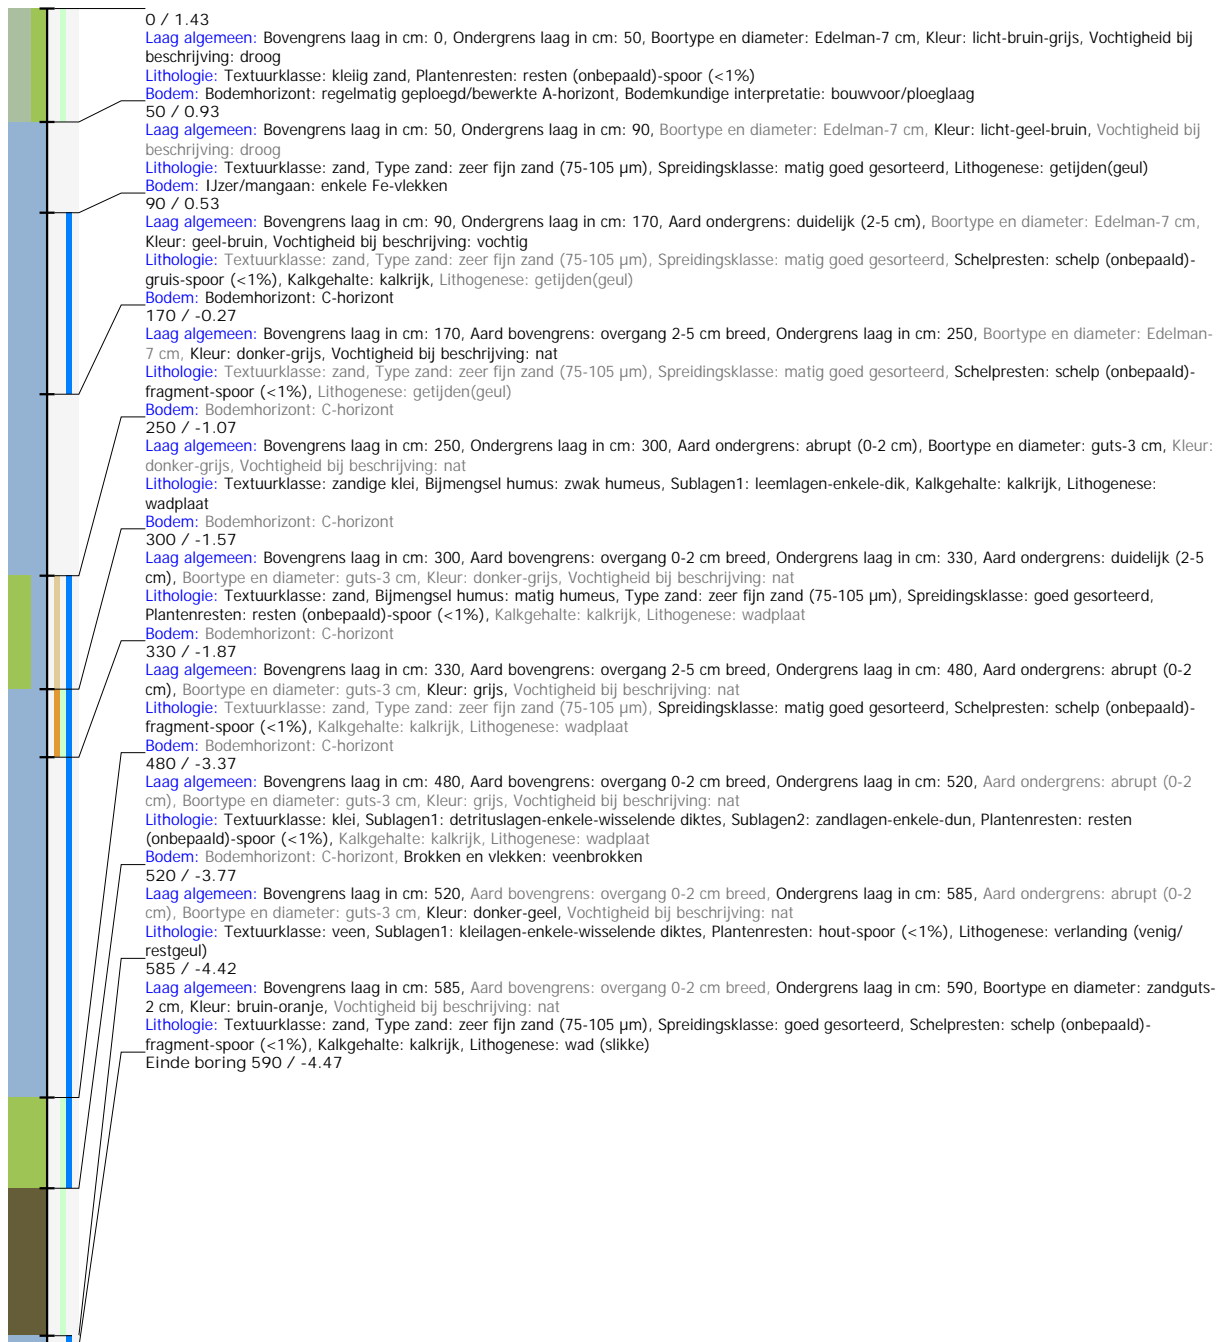 0 / 1.43
Laag algemeen: Bovengrens laag in cm: 0, Ondergrens laag in cm: 50, Boortype en diameter: Edelman-7 cm, Kleur: licht-bruin-grijs, Vochtigheid bij
beschrijving: droog
Lithologie: Textuurklasse: kleiig zand, Plantenresten: resten (onbepaald)-spoor (<1%)
Bodem: Bodemhorizont: regelmatig geploegd/bewerkte A-horizont, Bodemkundige interpretatie: bouwvoor/ploeglaag
50 / 0.93
Laag algemeen: Bovengrens laag in cm: 50, Ondergrens laag in cm: 90, Boortype en diameter: Edelman-7 cm, Kleur: licht-geel-bruin, Vochtigheid bij
beschrijving: droog
Lithologie: Textuurklasse: zand, Type zand: zeer fijn zand (75-105 µm), Spreidingsklasse: matig goed gesorteerd, Lithogenese: getijden(geul)
Bodem: IJzer/mangaan: enkele Fe-vlekken
90 / 0.53
Laag algemeen: Bovengrens laag in cm: 90, Ondergrens laag in cm: 170, Aard ondergrens: duidelijk (2-5 cm), Boortype en diameter: Edelman-7 cm,
Kleur: geel-bruin, Vochtigheid bij beschrijving: vochtig
Lithologie: Textuurklasse: zand, Type zand: zeer fijn zand (75-105 µm), Spreidingsklasse: matig goed gesorteerd, Schelpresten: schelp (onbepaald)-
gruis-spoor (<1%), Kalkgehalte: kalkrijk, Lithogenese: getijden(geul)
Bodem: Bodemhorizont: C-horizont
170 / -0.27
Laag algemeen: Bovengrens laag in cm: 170, Aard bovengrens: overgang 2-5 cm breed, Ondergrens laag in cm: 250, Boortype en diameter: Edelman-
7 cm, Kleur: donker-grijs, Vochtigheid bij beschrijving: nat
Lithologie: Textuurklasse: zand, Type zand: zeer fijn zand (75-105 µm), Spreidingsklasse: matig goed gesorteerd, Schelpresten: schelp (onbepaald)-
fragment-spoor (<1%), Lithogenese: getijden(geul)
Bodem: Bodemhorizont: C-horizont
250 / -1.07
Laag algemeen: Bovengrens laag in cm: 250, Ondergrens laag in cm: 300, Aard ondergrens: abrupt (0-2 cm), Boortype en diameter: guts-3 cm, Kleur:
donker-grijs, Vochtigheid bij beschrijving: nat
Lithologie: Textuurklasse: zandige klei, Bijmengsel humus: zwak humeus, Sublagen1: leemlagen-enkele-dik, Kalkgehalte: kalkrijk, Lithogenese:
wadplaat
Bodem: Bodemhorizont: C-horizont
300 / -1.57
Laag algemeen: Bovengrens laag in cm: 300, Aard bovengrens: overgang 0-2 cm breed, Ondergrens laag in cm: 330, Aard ondergrens: duidelijk (2-5
cm), Boortype en diameter: guts-3 cm, Kleur: donker-grijs, Vochtigheid bij beschrijving: nat
Lithologie: Textuurklasse: zand, Bijmengsel humus: matig humeus, Type zand: zeer fijn zand (75-105 µm), Spreidingsklasse: goed gesorteerd,
Plantenresten: resten (onbepaald)-spoor (<1%), Kalkgehalte: kalkrijk, Lithogenese: wadplaat
Bodem: Bodemhorizont: C-horizont
330 / -1.87
Laag algemeen: Bovengrens laag in cm: 330, Aard bovengrens: overgang 2-5 cm breed, Ondergrens laag in cm: 480, Aard ondergrens: abrupt (0-2
cm), Boortype en diameter: guts-3 cm, Kleur: grijs, Vochtigheid bij beschrijving: nat
Lithologie: Textuurklasse: zand, Type zand: zeer fijn zand (75-105 µm), Spreidingsklasse: matig goed gesorteerd, Schelpresten: schelp (onbepaald)-
fragment-spoor (<1%), Kalkgehalte: kalkrijk, Lithogenese: wadplaat
Bodem: Bodemhorizont: C-horizont
480 / -3.37
Laag algemeen: Bovengrens laag in cm: 480, Aard bovengrens: overgang 0-2 cm breed, Ondergrens laag in cm: 520, Aard ondergrens: abrupt (0-2
cm), Boortype en diameter: guts-3 cm, Kleur: grijs, Vochtigheid bij beschrijving: nat
Lithologie: Textuurklasse: klei, Sublagen1: detrituslagen-enkele-wisselende diktes, Sublagen2: zandlagen-enkele-dun, Plantenresten: resten
(onbepaald)-spoor (<1%), Kalkgehalte: kalkrijk, Lithogenese: wadplaat
Bodem: Bodemhorizont: C-horizont, Brokken en vlekken: veenbrokken
520 / -3.77
Laag algemeen: Bovengrens laag in cm: 520, Aard bovengrens: overgang 0-2 cm breed, Ondergrens laag in cm: 585, Aard ondergrens: abrupt (0-2
cm), Boortype en diameter: guts-3 cm, Kleur: donker-geel, Vochtigheid bij beschrijving: nat
Lithologie: Textuurklasse: veen, Sublagen1: kleilagen-enkele-wisselende diktes, Plantenresten: hout-spoor (<1%), Lithogenese: verlanding (venig/
restgeul)
585 / -4.42
Laag algemeen: Bovengrens laag in cm: 585, Aard bovengrens: overgang 0-2 cm breed, Ondergrens laag in cm: 590, Boortype en diameter: zandguts-
2 cm, Kleur: bruin-oranje, Vochtigheid bij beschrijving: nat
Lithologie: Textuurklasse: zand, Type zand: zeer fijn zand (75-105 µm), Spreidingsklasse: goed gesorteerd, Schelpresten: schelp (onbepaald)-
fragment-spoor (<1%), Kalkgehalte: kalkrijk, Lithogenese: wad (slikke)
Einde boring 590 / -4.47